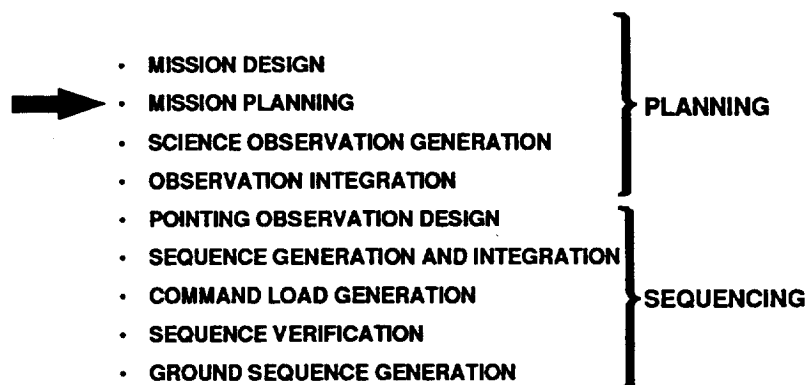 • MISSION DESIGN
• MISSION PLANNING
• SCIENCE OBSERVATION GENERATION
• OBSERVATION INTEGRATION
PLANNING
• POINTING OBSERVATION DESIGN
• SEQUENCE GENERATION AND INTEGRATION
• COMMAND LOAD GENERATION
• SEQUENCE VERIFICATION
• GROUND SEQUENCE GENERATION
SEQUENCING